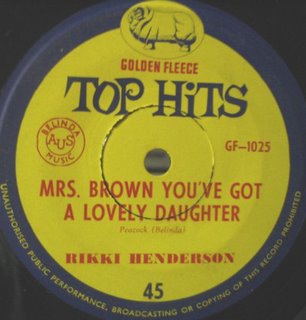 GOLDEN FLEECE
TOP HITS
BELINDA
AUS
MUSIC
GF-1025
MRS. BROWN YOU'VE GOT
A LOVELY DAUGHTER
Peacock (Belinda)
RIKKI HENDERSON
45
UNAUTHORISED PUBLIC PERFORMANCE, BROADCASTING OR COPYING OF THIS RECORD PROHIBITED